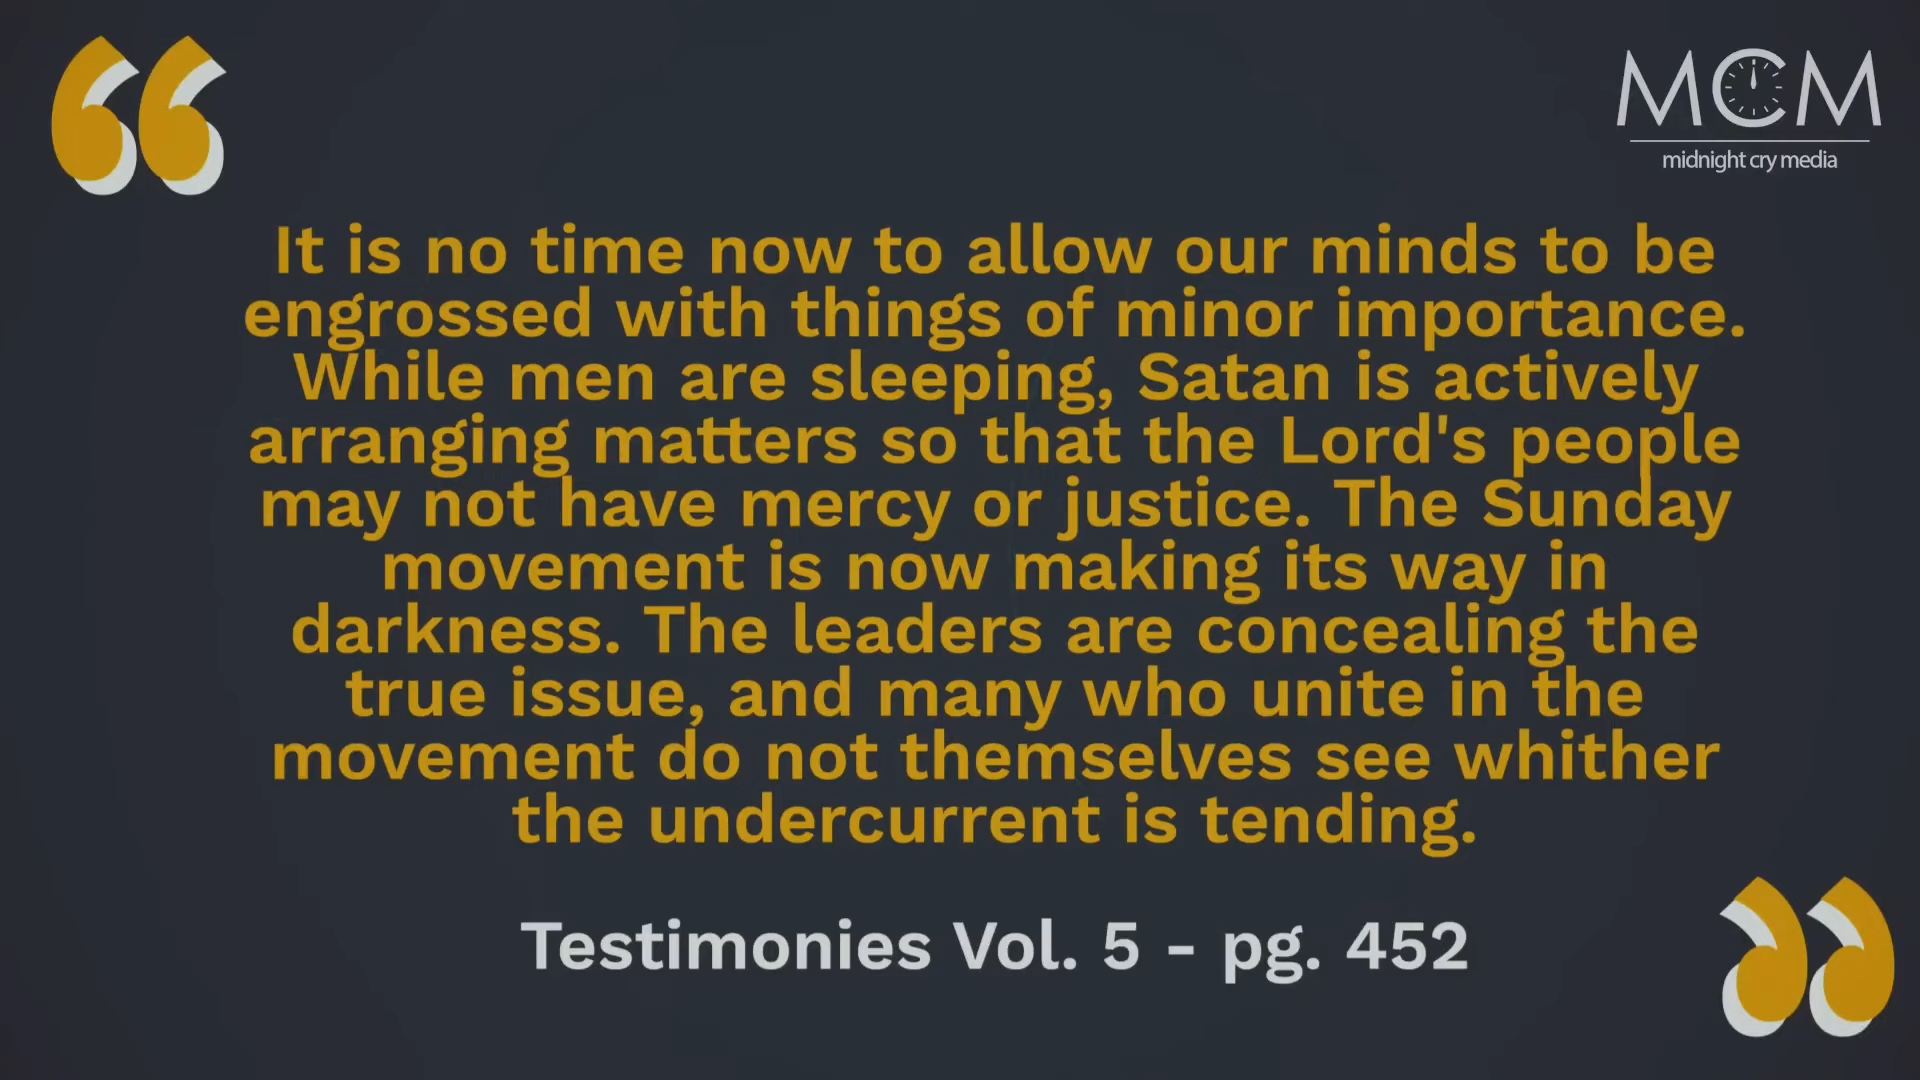 MCM
midnight cry media
It is no time now to allow our minds to be
engrossed with things of minor importance.
While men are sleeping, Satan is actively
arranging matters so that the Lord's people
may not have mercy or justice. The Sunday
movement is now making its way in
darkness. The leaders are concealing the
true issue, and many who unite in the
movement do not themselves see whither
the undercurrent is tending.
Testimonies Vol. 5 - pg. 452